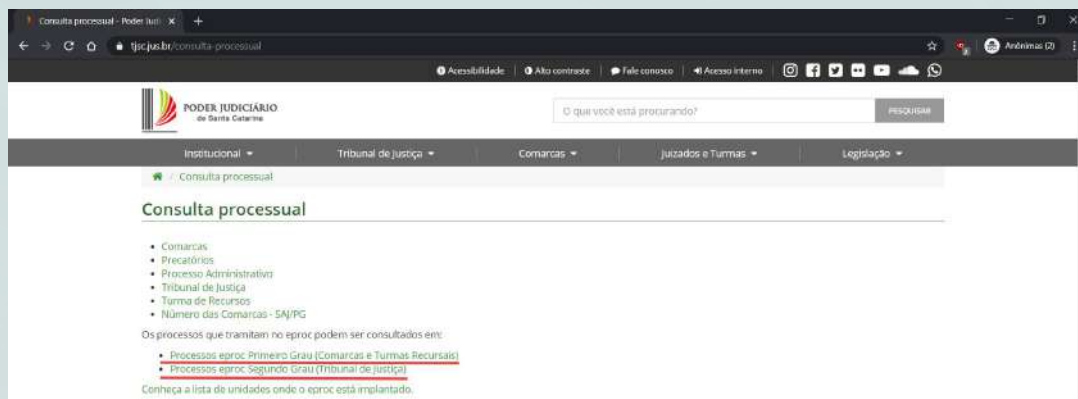 Consulta processual - Poder Judi
Anônimas (2)
tjsc.jus.br/consulta-processual
Acessibilidade
Alto contraste
Fale conosco
Acesso interno
PODER JUDICIÁRIO
de Santa Catarina
O que você está procurando?
PESQUISAR
Institucional
Tribunal de Justiça
Comarcas
Juizados e Turmas
Legislação
/ Consulta processual
Consulta processual
• Comarcas
• Precatórios
• Processo Administrativo
• Tribunal de Justiça
• Turma de Recursos
• Número das Comarcas - SAJ/PG
Os processos que tramitam no eproc podem ser consultados em:
• Processos eproc Primeiro Grau (Comarcas e Turmas Recursais)
• Processos eproc Segundo Grau (Tribunal de Justiça)
Conheça a lista de unidades onde o eproc está implantado.